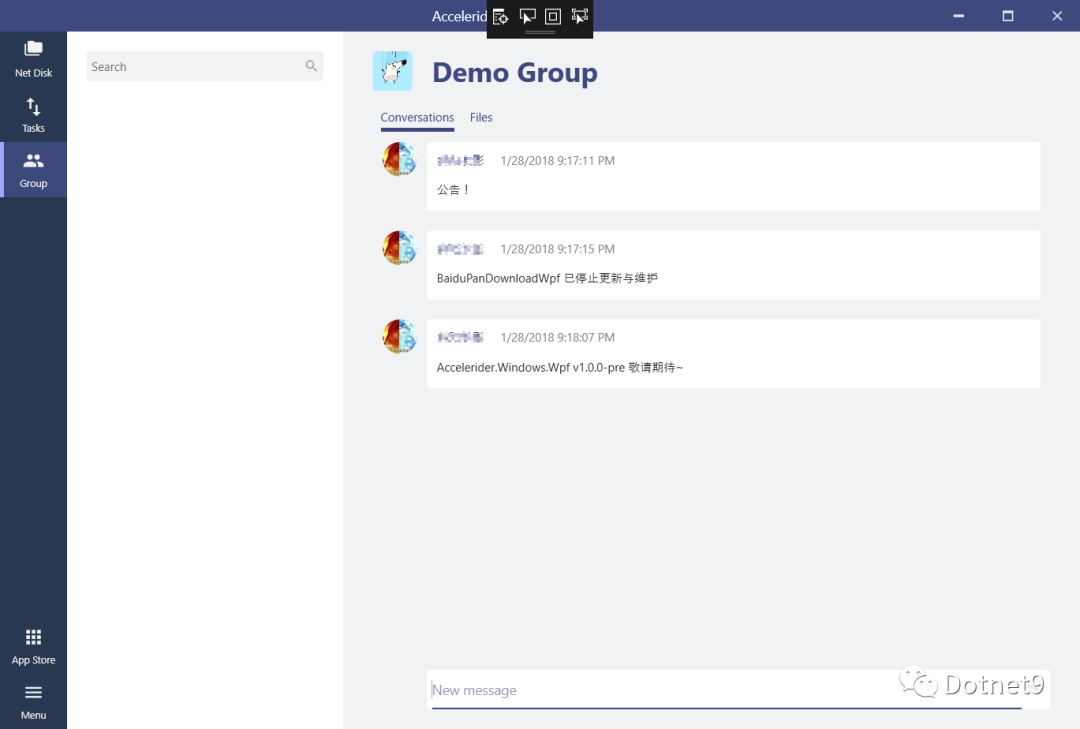 Accelerid
Net Disk
Tasks
Group
App Store
Menu
Search
Demo Group
Conversations Files
1/28/2018 9:17:11 PM
公告！
1/28/2018 9:17:15 PM
BaiduPanDownloadWpf 已停止更新与维护
1/28/2018 9:18:07 PM
Accelerider.Windows.Wpf v1.0.0-pre 敬请期待~
New message
Dotnet9